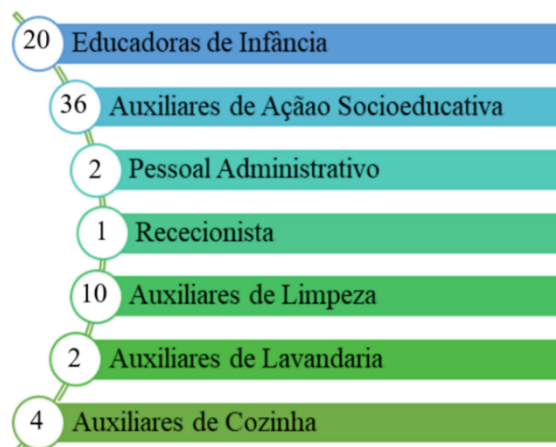 20 Educadoras de Infância
36 Auxiliares de Açãao Socioeducativa
2 Pessoal Administrativo
1 Rececionista
10 Auxiliares de Limpeza
2 Auxiliares de Lavandaria
4 Auxiliares de Cozinha